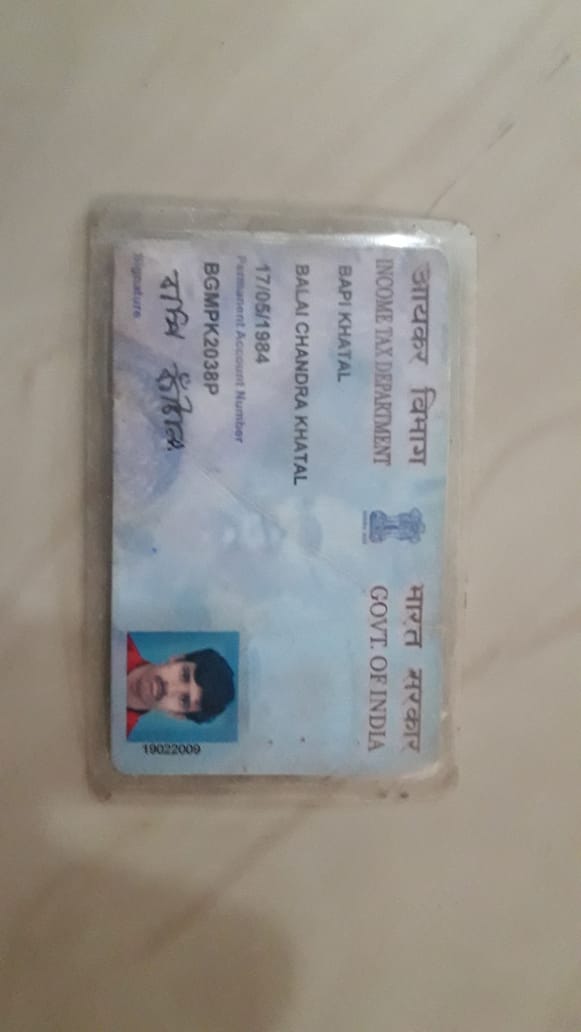 आयकर विभाग
INCOME TAX DEPARTMENT
भारत सरकार
GOVT. OF INDIA
BAPI KHATAL
BALAI CHANDRA KHATAL
17/05/1984
Permanent Account Number
BGMPK2038P
Signature
19022009